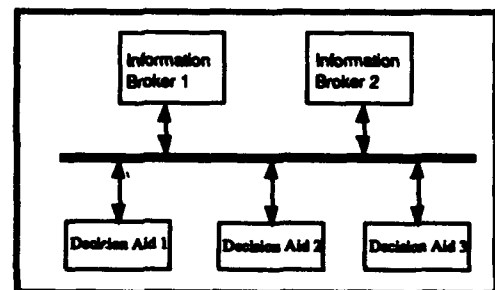 Information
Broker 1
Information
Broker 2
Decision Aid 1
Decision Aid 2
Decision Aid 3